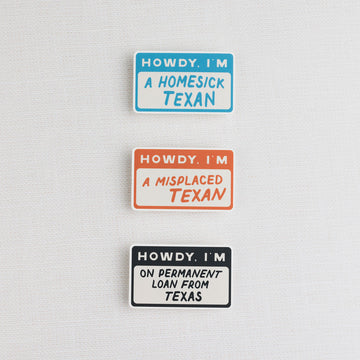 HOWDY, I'M
A HOMESICK
TEXAN
HOWDY, I'M
A MISPLACED
TEXAN
HOWDY, I'M
ON PERMANENT
LOAN FROM
TEXAS